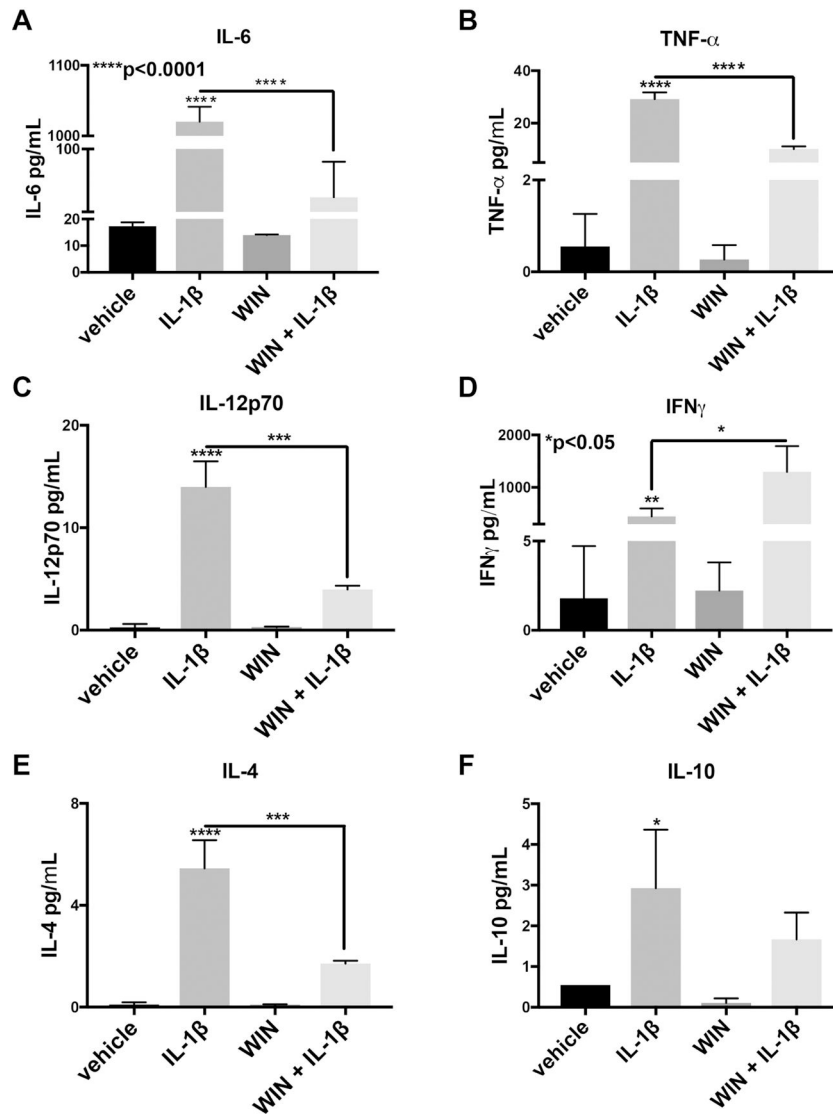 A
IL-6
****p<0.0001
****
****
1100
1000
100
20
10
0
IL-6 pg/mL
vehicle
IL-1β
WIN
WIN + IL-1β
B
TNF-α
****
****
40
20
2
0
TNF-α pg/mL
vehicle
IL-1β
WIN
WIN + IL-1β
C
IL-12p70
***
****
20
10
0
IL-12p70 pg/mL
vehicle
IL-1β
WIN
WIN + IL-1β
D
IFNγ
*p<0.05
*
**
2000
1000
5
0
IFNγ pg/mL
vehicle
IL-1β
WIN
WIN + IL-1β
E
IL-4
***
****
8
4
0
IL-4 pg/mL
vehicle
IL-1β
WIN
WIN + IL-1β
F
IL-10
*
5
4
3
2
1
0
IL-10 pg/mL
vehicle
IL-1β
WIN
WIN + IL-1β